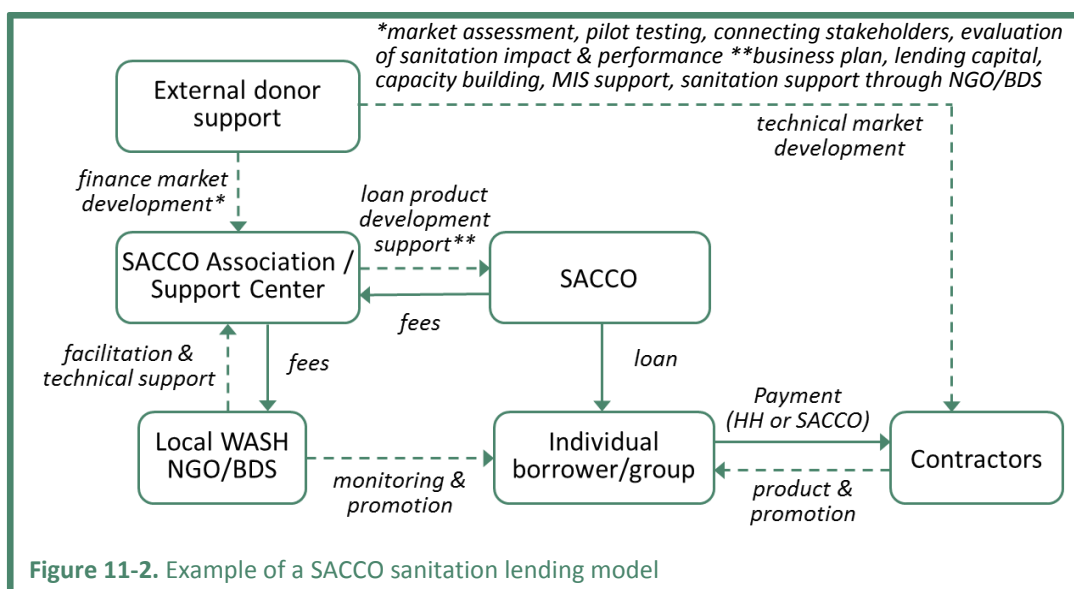 *market assessment, pilot testing, connecting stakeholders, evaluation
of sanitation impact & performance **business plan, lending capital,
capacity building, MIS support, sanitation support through NGO/BDS
External donor
support
technical market
development
finance market
development*
loan product
development
support**
SACCO Association /
Support Center
SACCO
fees
facilitation &
technical support
fees
loan
Payment
(HH or SACCO)
Local WASH
NGO/BDS
Individual
borrower/group
Contractors
monitoring &
promotion
product &
promotion
Figure 11-2. Example of a SACCO sanitation lending model